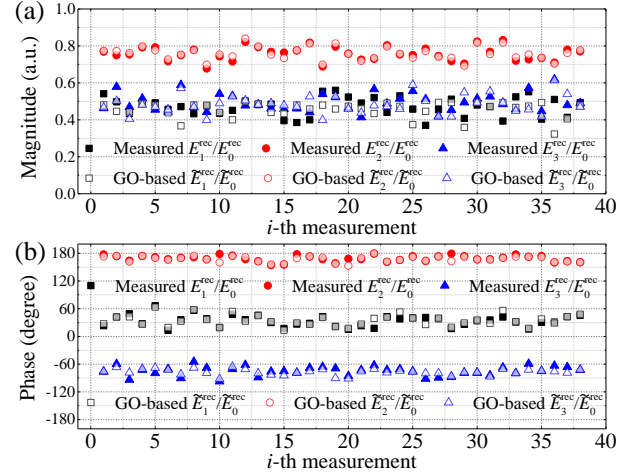 (a)
1.0
0.8
0.6
0.4
0.2
0.0
Magnitude (a.u.)
Measured E₁ʳᵉᶜ/E₀ʳᵉᶜ Measured E₂ʳᵉᶜ/E₀ʳᵉᶜ Measured E₃ʳᵉᶜ/E₀ʳᵉᶜ
GO-based Ẽ₁ʳᵉᶜ/Ẽ₀ʳᵉᶜ GO-based Ẽ₂ʳᵉᶜ/Ẽ₀ʳᵉᶜ GO-based Ẽ₃ʳᵉᶜ/Ẽ₀ʳᵉᶜ
0 5 10 15 20 25 30 35 40
i-th measurement
(b)
180
120
60
0
-60
-120
-180
Phase (degree)
Measured E₁ʳᵉᶜ/E₀ʳᵉᶜ Measured E₂ʳᵉᶜ/E₀ʳᵉᶜ Measured E₃ʳᵉᶜ/E₀ʳᵉᶜ
GO-based Ẽ₁ʳᵉᶜ/Ẽ₀ʳᵉᶜ GO-based Ẽ₂ʳᵉᶜ/Ẽ₀ʳᵉᶜ GO-based Ẽ₃ʳᵉᶜ/Ẽ₀ʳᵉᶜ
0 5 10 15 20 25 30 35 40
i-th measurement